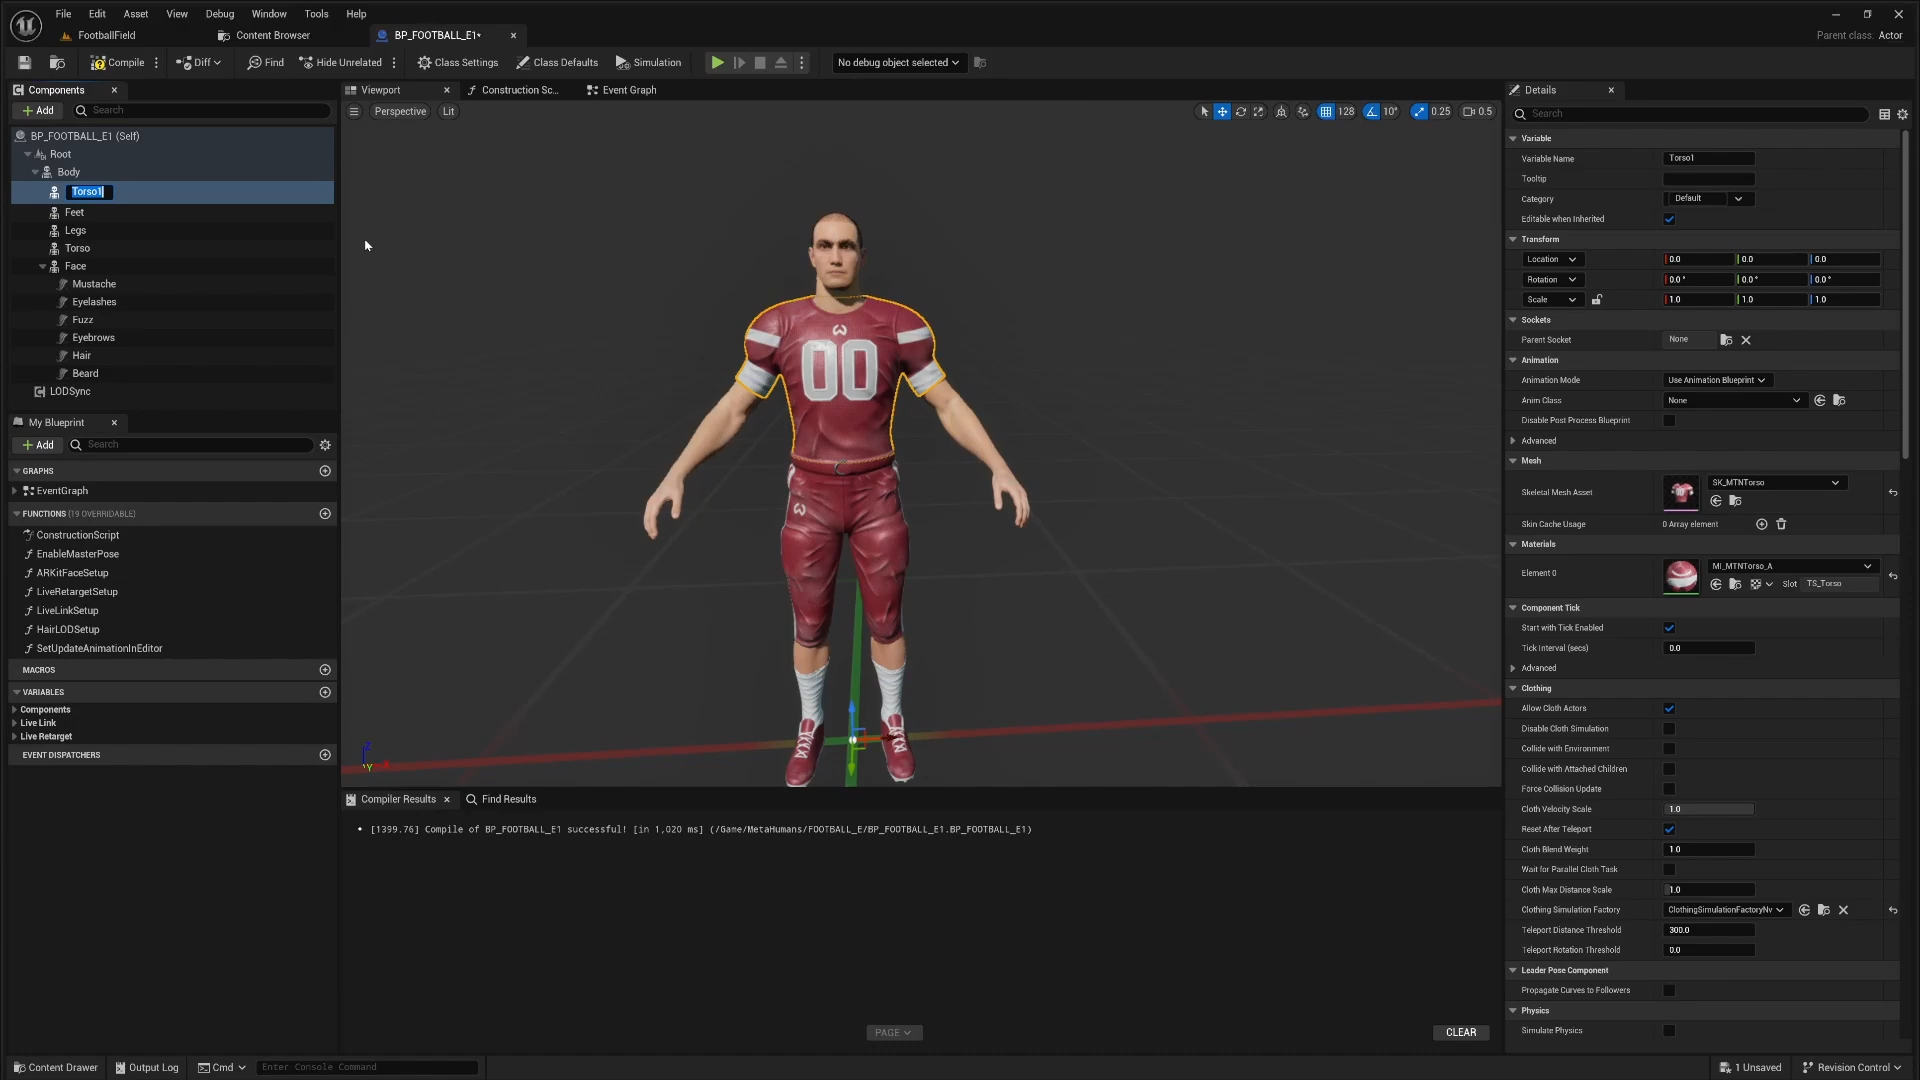 File Edit Asset View Debug Window Tools Help
FootballField Content Browser BP_FOOTBALL_E1* Parent class: Actor
Compile Diff Find Hide Unrelated Class Settings Class Defaults Simulation No debug object selected
Components
Add Search
BP_FOOTBALL_E1 (Self)
Root
Body
Torso1
Feet
Legs
Torso
Face
Mustache
Eyelashes
Fuzz
Eyebrows
Hair
Beard
LODSync
My Blueprint
Add Search
GRAPHS
EventGraph
FUNCTIONS (19 OVERRIDABLE)
ConstructionScript
EnableMasterPose
ARKitFaceSetup
LiveRetargetSetup
LiveLinkSetup
HairLODSetup
SetUpdateAnimationInEditor
MACROS
VARIABLES
Components
Live Link
Live Retarget
EVENT DISPATCHERS
Viewport Construction Sc... Event Graph
Perspective Lit 128 10° 0.25 0.5
00
Z
Y
Compiler Results Find Results
[1399.76] Compile of BP_FOOTBALL_E1 successful! [in 1,020 ms] (/Game/MetaHumans/FOOTBALL_E/BP_FOOTBALL_E1.BP_FOOTBALL_E1)
PAGE CLEAR
Details
Search
Variable
Variable Name Torso1
Tooltip
Category Default
Editable when Inherited
Transform
Location 0.0 0.0 0.0
Rotation 0.0 ° 0.0 ° 0.0 °
Scale 1.0 1.0 1.0
Sockets
Parent Socket None
Animation
Animation Mode Use Animation Blueprint
Anim Class None
Disable Post Process Blueprint
Advanced
Mesh
Skeletal Mesh Asset SK_MTNTorso
Skin Cache Usage 0 Array element
Materials
Element 0 MI_MTNTorso_A
Slot TS_Torso
Component Tick
Start with Tick Enabled
Tick Interval (secs) 0.0
Advanced
Clothing
Allow Cloth Actors
Disable Cloth Simulation
Collide with Environment
Collide with Attached Children
Force Collision Update
Cloth Velocity Scale 1.0
Reset After Teleport
Cloth Blend Weight 1.0
Wait for Parallel Cloth Task
Cloth Max Distance Scale 1.0
Clothing Simulation Factory ClothingSimulationFactoryNv
Teleport Distance Threshold 300.0
Teleport Rotation Threshold 0.0
Leader Pose Component
Propagate Curves to Followers
Physics
Simulate Physics
Content Drawer Output Log Cmd Enter Console Command 1 Unsaved Revision Control